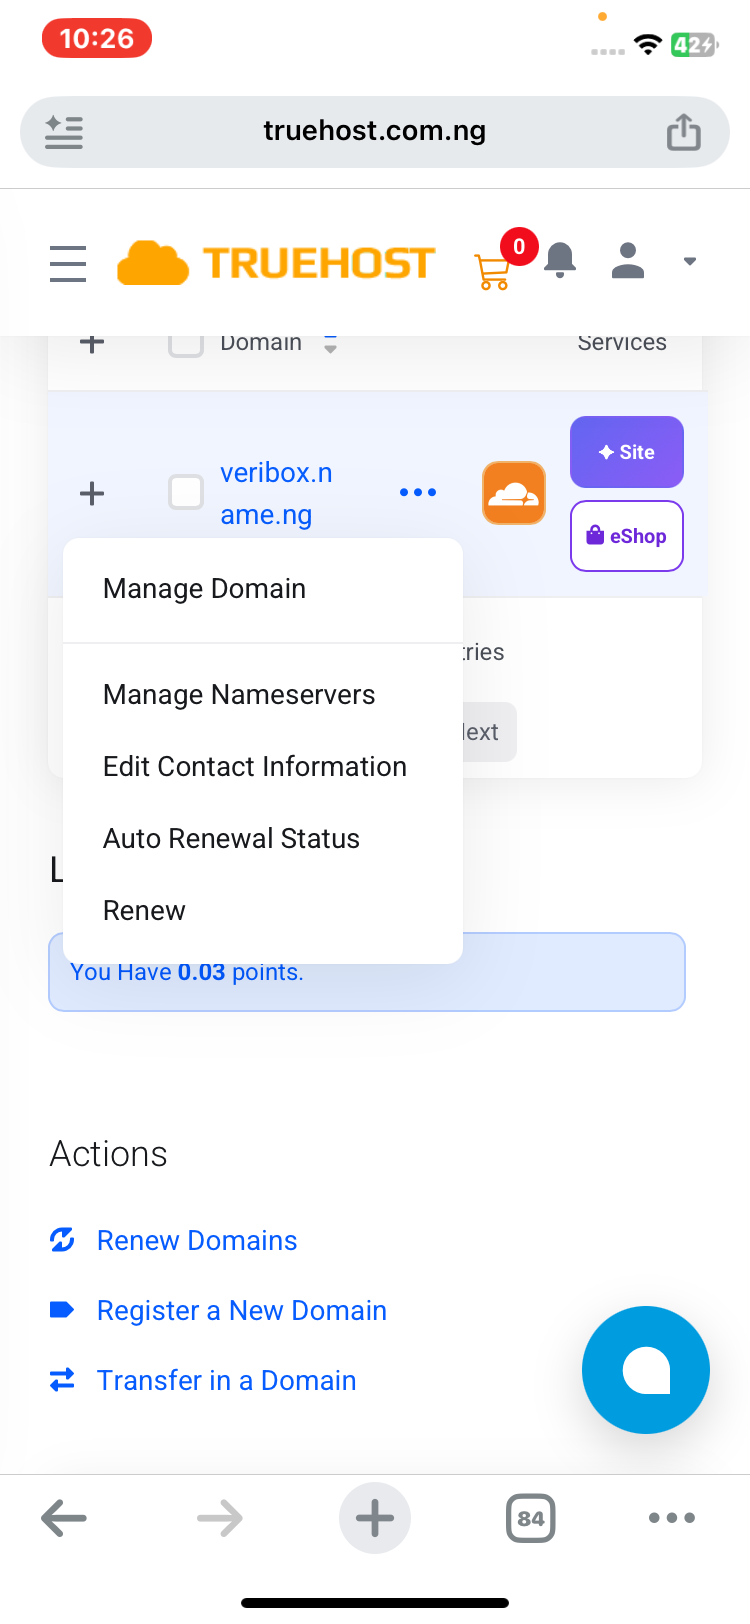 10:26
42
truehost.com.ng
TRUEHOST
0
Domain
Services
veribox.n
ame.ng
Site
eShop
Manage Domain
Manage Nameservers
Edit Contact Information
Auto Renewal Status
Renew
You Have 0.03 points.
Actions
Renew Domains
Register a New Domain
Transfer in a Domain
84